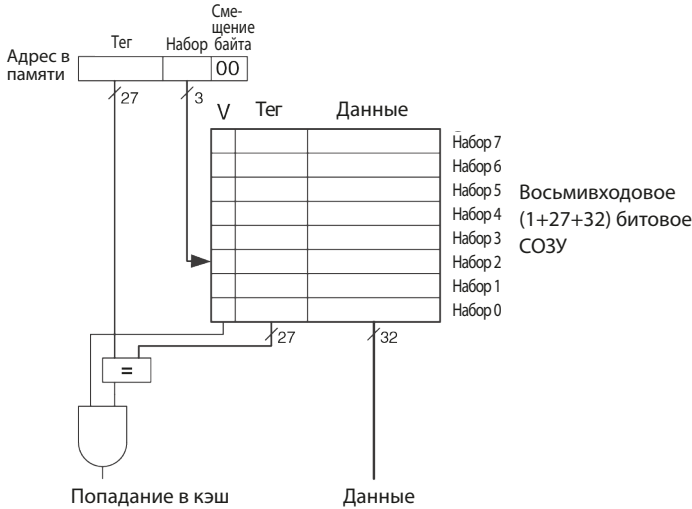 Сме-
щение
байта
Тег
Набор
Адрес в
памяти
00
27
3
V
Тег
Данные
Набор 7
Набор 6
Набор 5
Набор 4
Набор 3
Набор 2
Набор 1
Набор 0
Восьмивходовое
(1+27+32) битовое
СОЗУ
27
32
=
Попадание в кэш
Данные